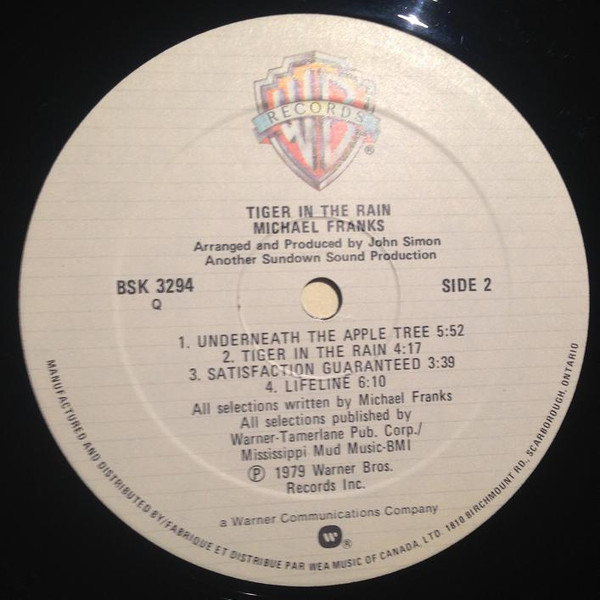 RECORDS
®
TIGER IN THE RAIN
MICHAEL FRANKS
Arranged and Produced by John Simon
Another Sundown Sound Production
BSK 3294
Q
SIDE 2
1. UNDERNEATH THE APPLE TREE 5:52
2. TIGER IN THE RAIN 4:17
3. SATISFACTION GUARANTEED 3:39
4. LIFELINE 6:10
All selections written by Michael Franks
All selections published by
Warner-Tamerlane Pub. Corp./
Mississippi Mud Music-BMI
Ⓟ 1979 Warner Bros.
Records Inc.
a Warner Communications Company
®
MANUFACTURED AND DISTRIBUTED BY/FABRIQUE ET DISTRIBUE PAR WEA MUSIC OF CANADA, LTD. 1810 BIRCHMOUNT RD., SCARBOROUGH, ONTARIO